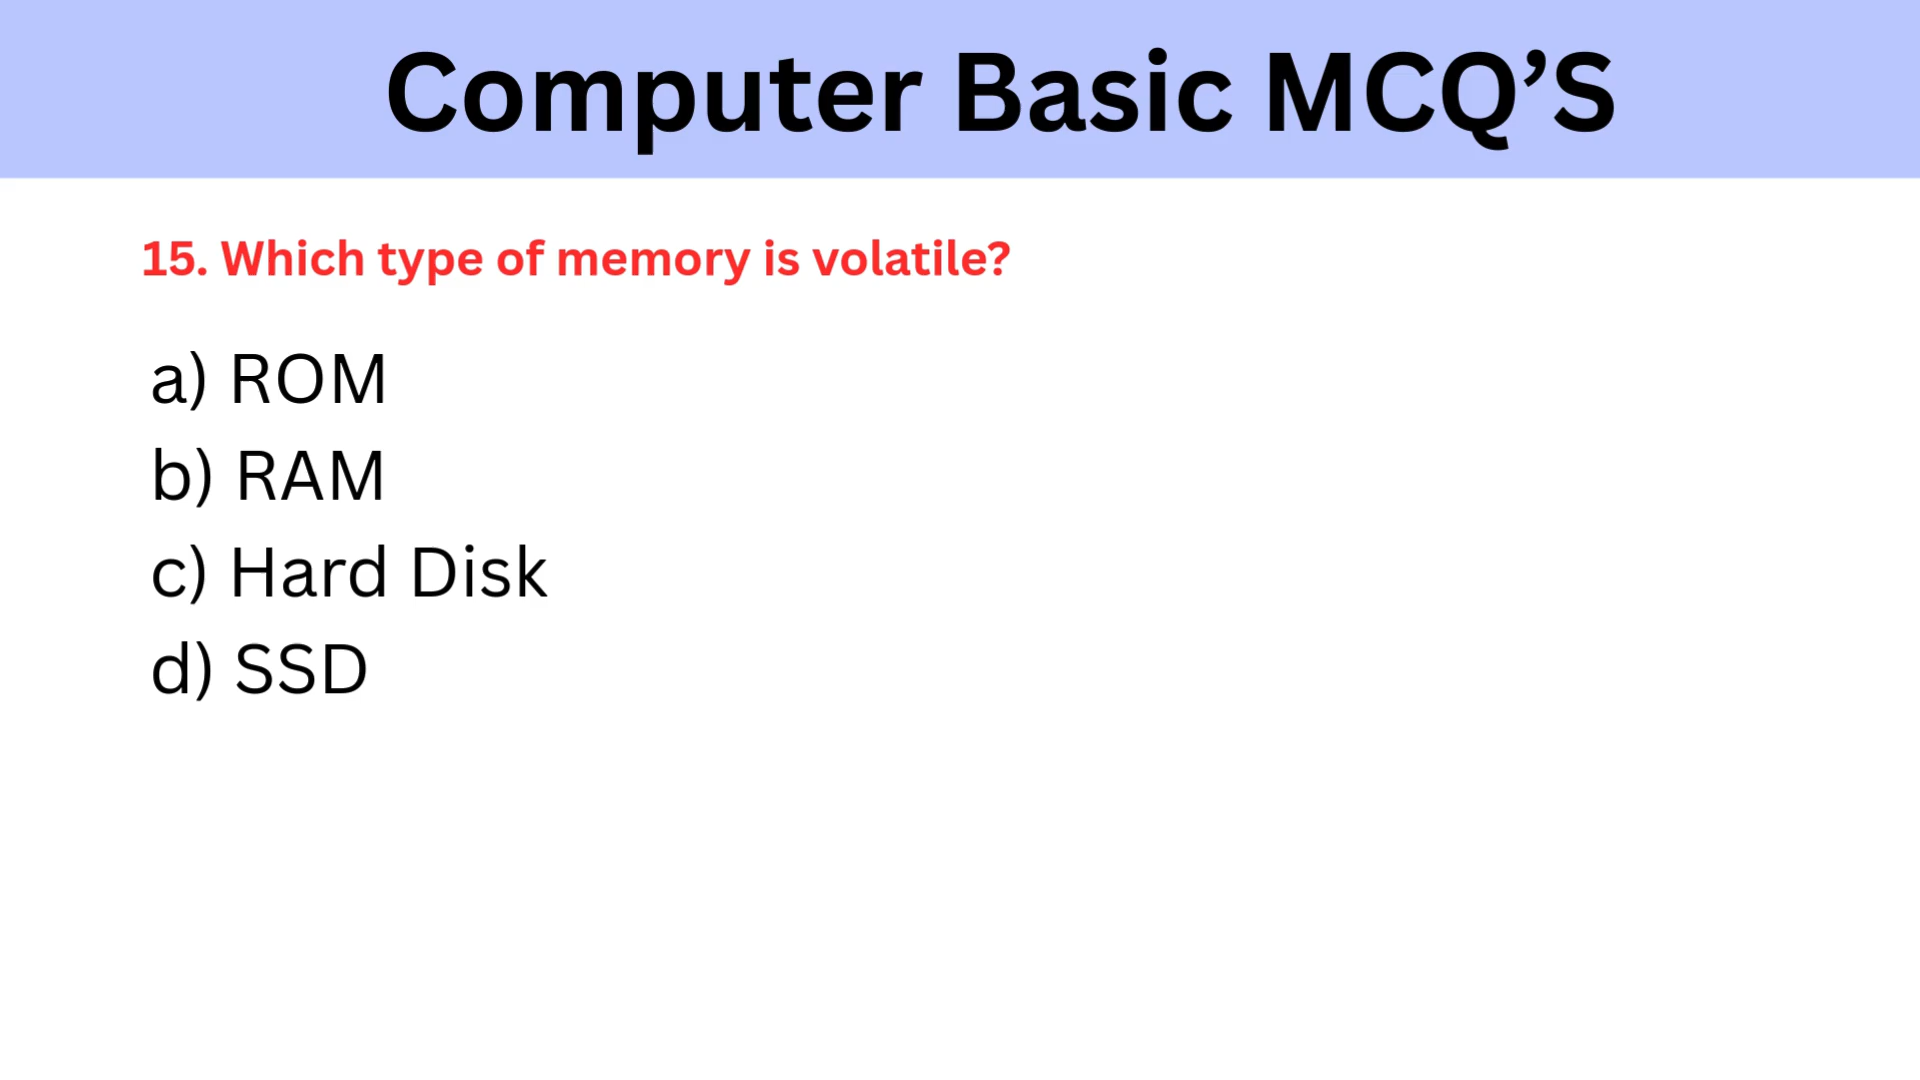 Computer Basic MCQ’S
15. Which type of memory is volatile?
a) ROM
b) RAM
c) Hard Disk
d) SSD